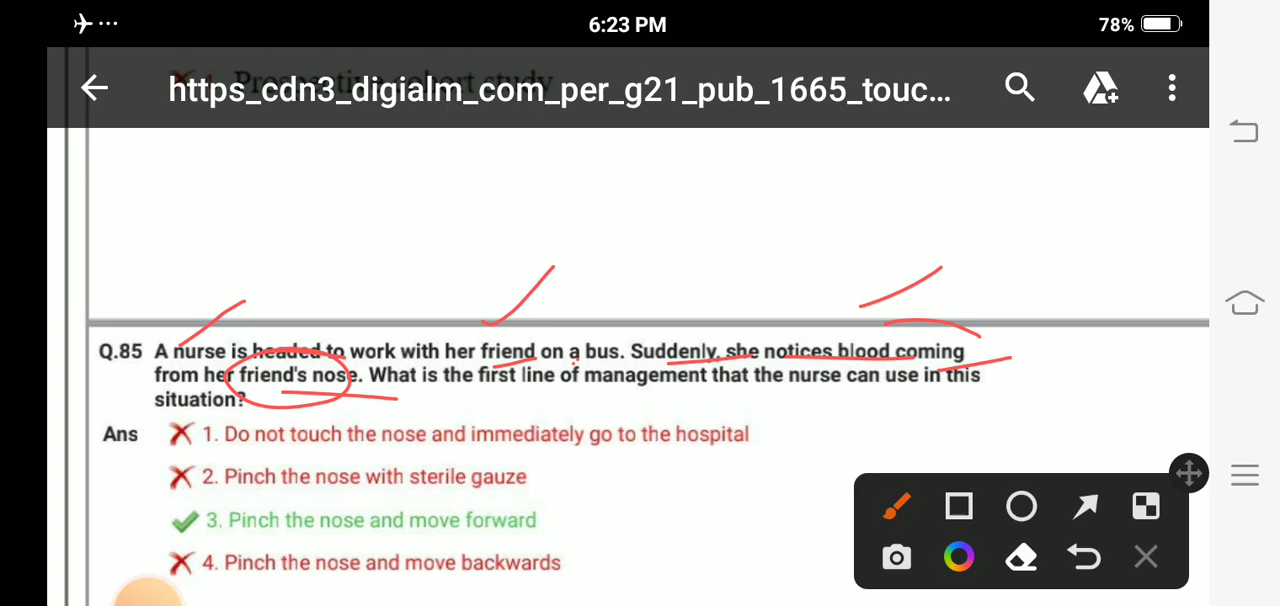 6:23 PM
78%
https_cdn3_digialm_com_per_g21_pub_1665_touc...
Prospective cohort study
Q.85 A nurse is headed to work with her friend on a bus. Suddenly, she notices blood coming
from her friend's nose. What is the first line of management that the nurse can use in this
situation?
Ans 1. Do not touch the nose and immediately go to the hospital
2. Pinch the nose with sterile gauze
3. Pinch the nose and move forward
4. Pinch the nose and move backwards